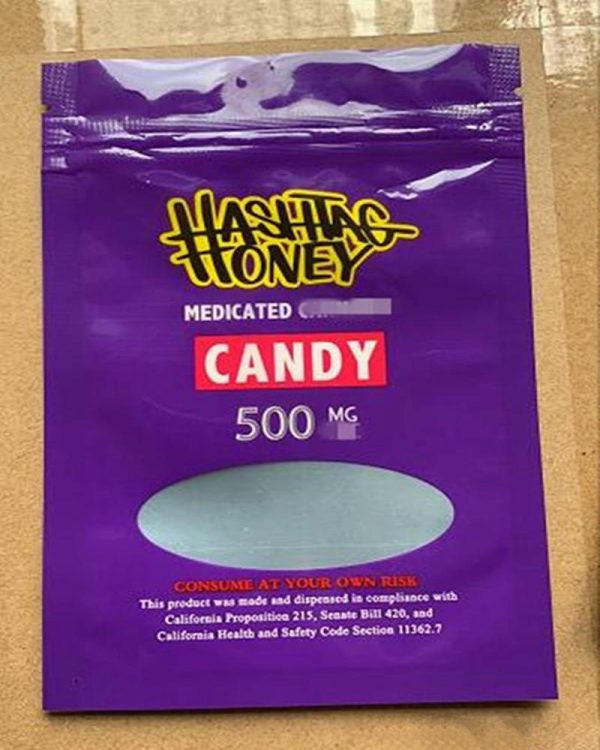 HASHTAG
HONEY
MEDICATED
CANDY
500 MG
CONSUME AT YOUR OWN RISK
This product was made and dispensed in compliance with
California Proposition 215, Senate Bill 420, and
California Health and Safety Code Section 11362.7